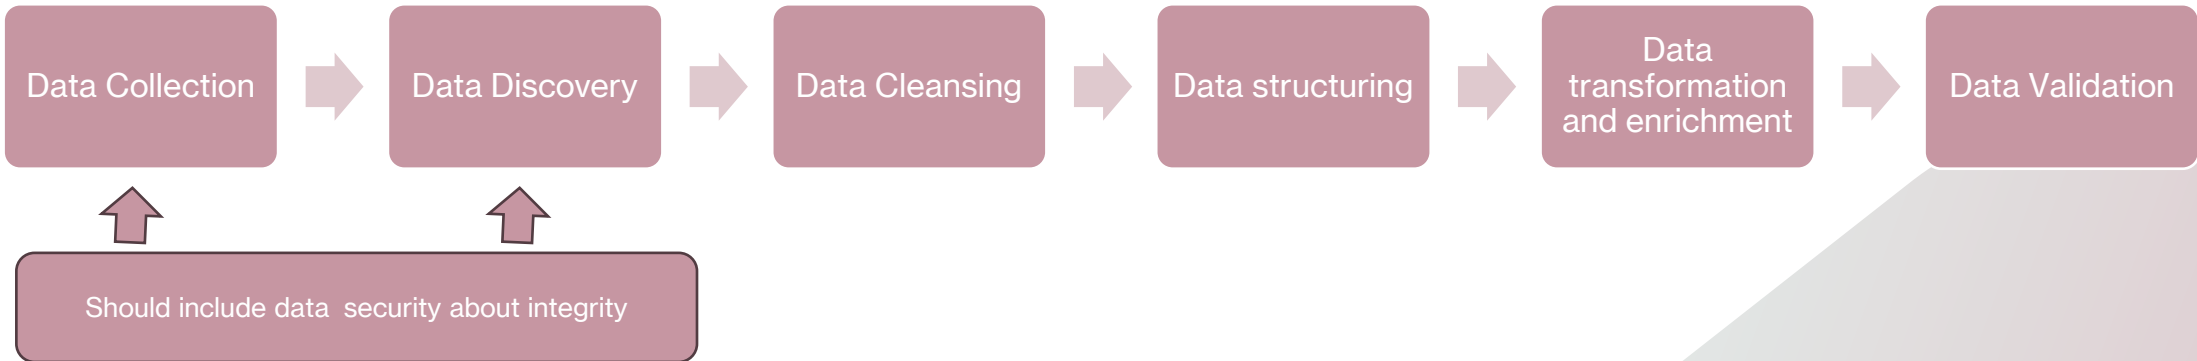 Data Collection
Data Discovery
Data Cleansing
Data structuring
Data
transformation
and enrichment
Data Validation
Should include data  security about integrity